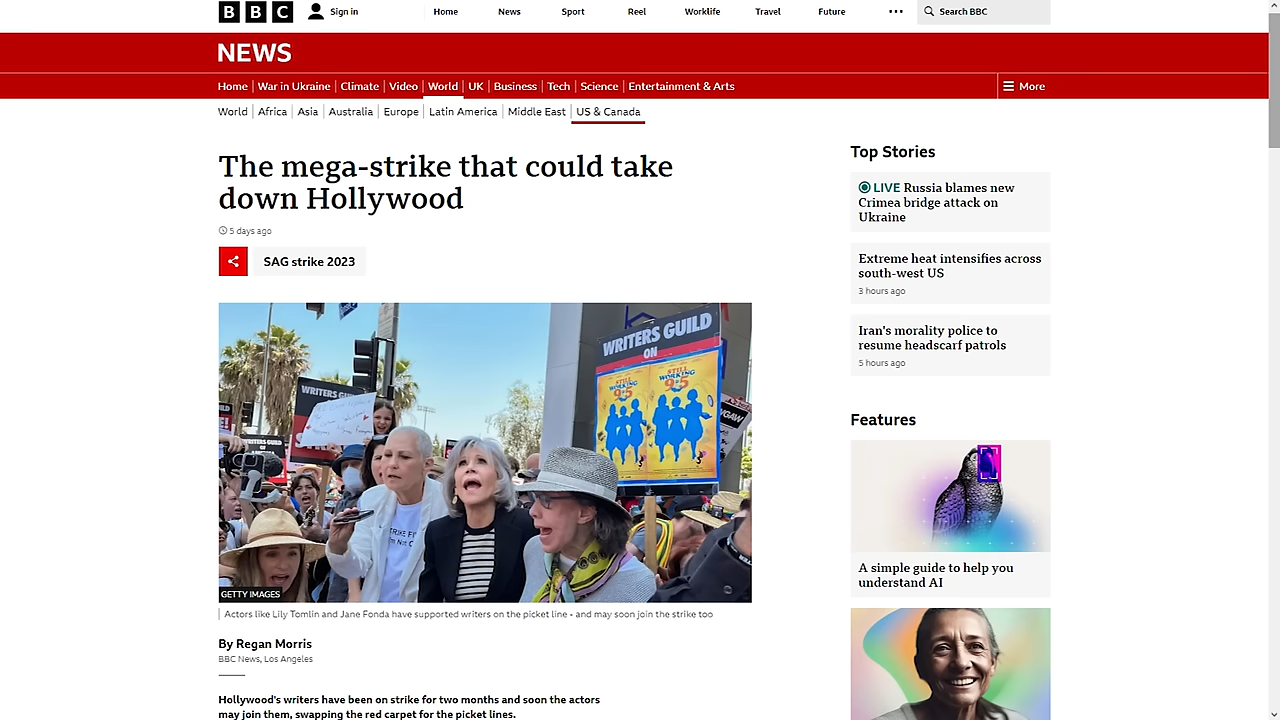 BBC
Sign in
Home
News
Sport
Reel
Worklife
Travel
Future
Search BBC
NEWS
Home
War in Ukraine
Climate
Video
World
UK
Business
Tech
Science
Entertainment & Arts
More
World
Africa
Asia
Australia
Europe
Latin America
Middle East
US & Canada
The mega-strike that could take
down Hollywood
5 days ago
SAG strike 2023
WRITERS GUILD
ON
STILL
WORKING
9 5
STILL
WORKING
9 5
WRITERS
WGAW
GETTY IMAGES
Actors like Lily Tomlin and Jane Fonda have supported writers on the picket line - and may soon join the strike too
By Regan Morris
BBC News, Los Angeles
Hollywood's writers have been on strike for two months and soon the actors
may join them, swapping the red carpet for the picket lines.
Top Stories
LIVE Russia blames new
Crimea bridge attack on
Ukraine
Extreme heat intensifies across
south-west US
3 hours ago
Iran's morality police to
resume headscarf patrols
5 hours ago
Features
A simple guide to help you
understand AI